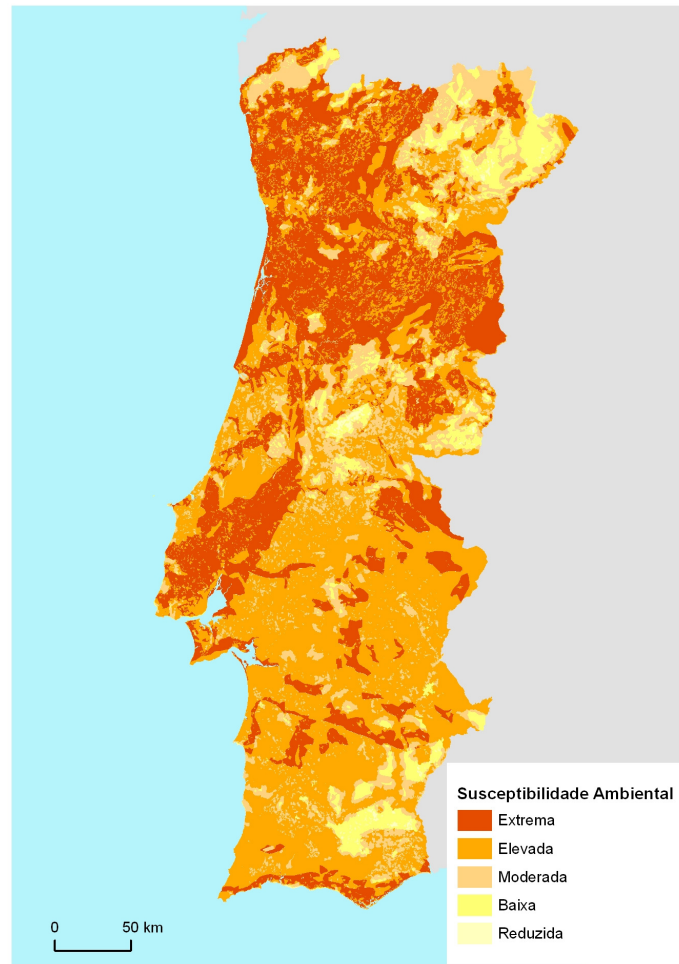 Susceptibilidade Ambiental
Extrema
Elevada
Moderada
Baixa
Reduzida
0 50 km